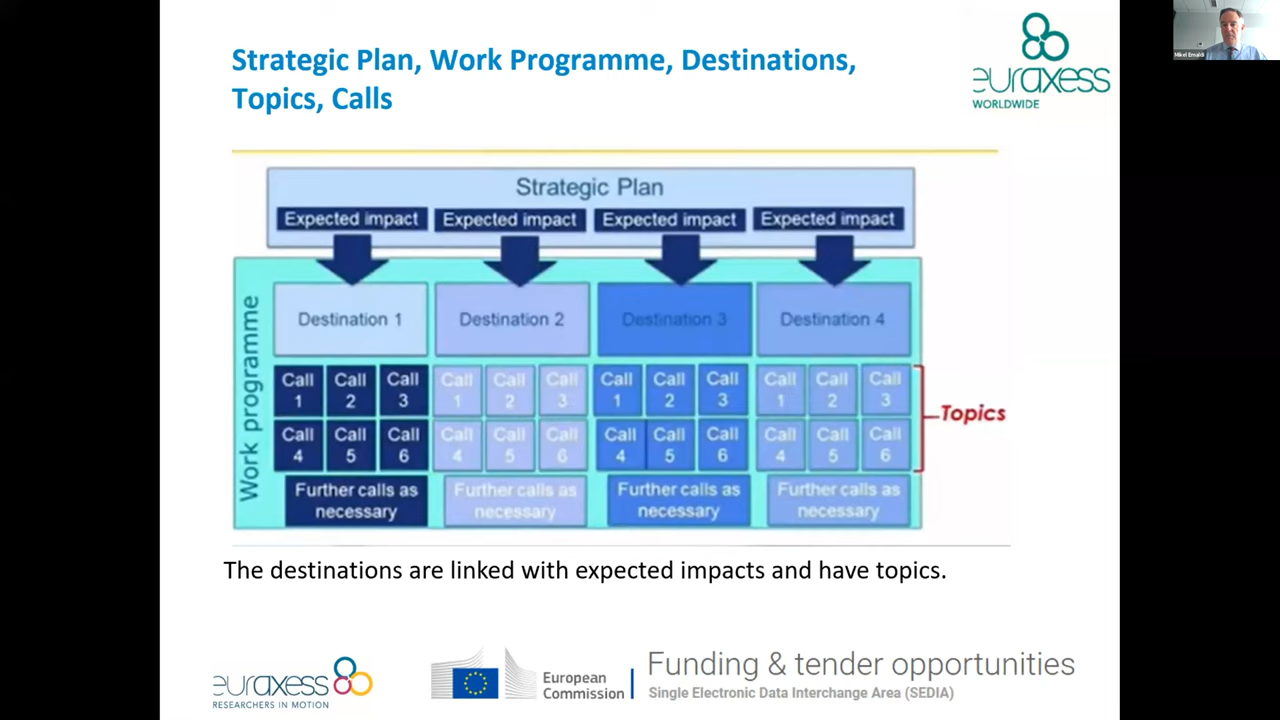 Strategic Plan, Work Programme, Destinations,
Topics, Calls
euraxess
WORLDWIDE
Mikel Emaldi
Strategic Plan
Expected impact Expected impact Expected impact Expected impact
Work programme
Destination 1 Destination 2 Destination 3 Destination 4
Call 1 Call 2 Call 3 Call 1 Call 2 Call 3 Call 1 Call 2 Call 3 Call 1 Call 2 Call 3
Call 4 Call 5 Call 6 Call 4 Call 5 Call 6 Call 4 Call 5 Call 6 Call 4 Call 5 Call 6
Topics
Further calls as necessary Further calls as necessary Further calls as necessary Further calls as necessary
The destinations are linked with expected impacts and have topics.
euraxess
RESEARCHERS IN MOTION
European
Commission
Funding & tender opportunities
Single Electronic Data Interchange Area (SEDIA)